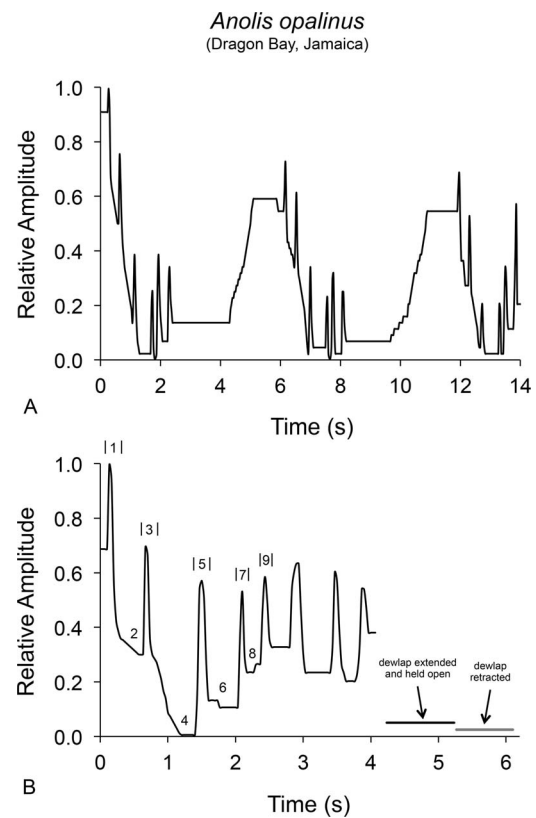 Anolis opalinus
(Dragon Bay, Jamaica)
1.0
0.8
0.6
0.4
0.2
0.0
Relative Amplitude
0 2 4 6 8 10 12 14
A
Time (s)
|1|
1.0
0.8
|3|
0.6
|5| |7| |9|
0.4
2
8
dewlap extended
and held open
dewlap
retracted
0.2
6
4
0.0
Relative Amplitude
0 1 2 3 4 5 6
B
Time (s)